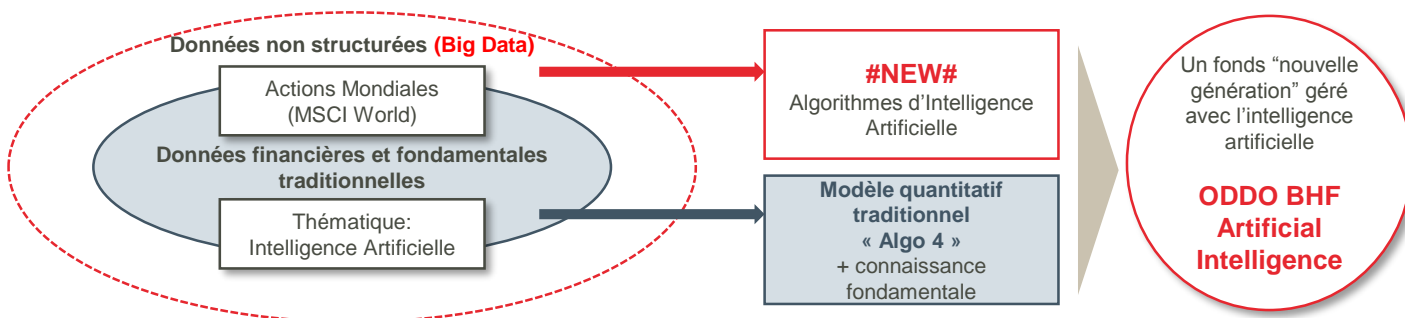 Données non structurées (Big Data)
Actions Mondiales
(MSCI World)
Données financières et fondamentales
traditionnelles
Thématique:
Intelligence Artificielle
#NEW#
Algorithmes d’Intelligence
Artificielle
Modèle quantitatif
traditionnel
« Algo 4 »
+ connaissance
fondamentale
Un fonds “nouvelle
génération” géré
avec l’intelligence
artificielle
ODDO BHF
Artificial
Intelligence